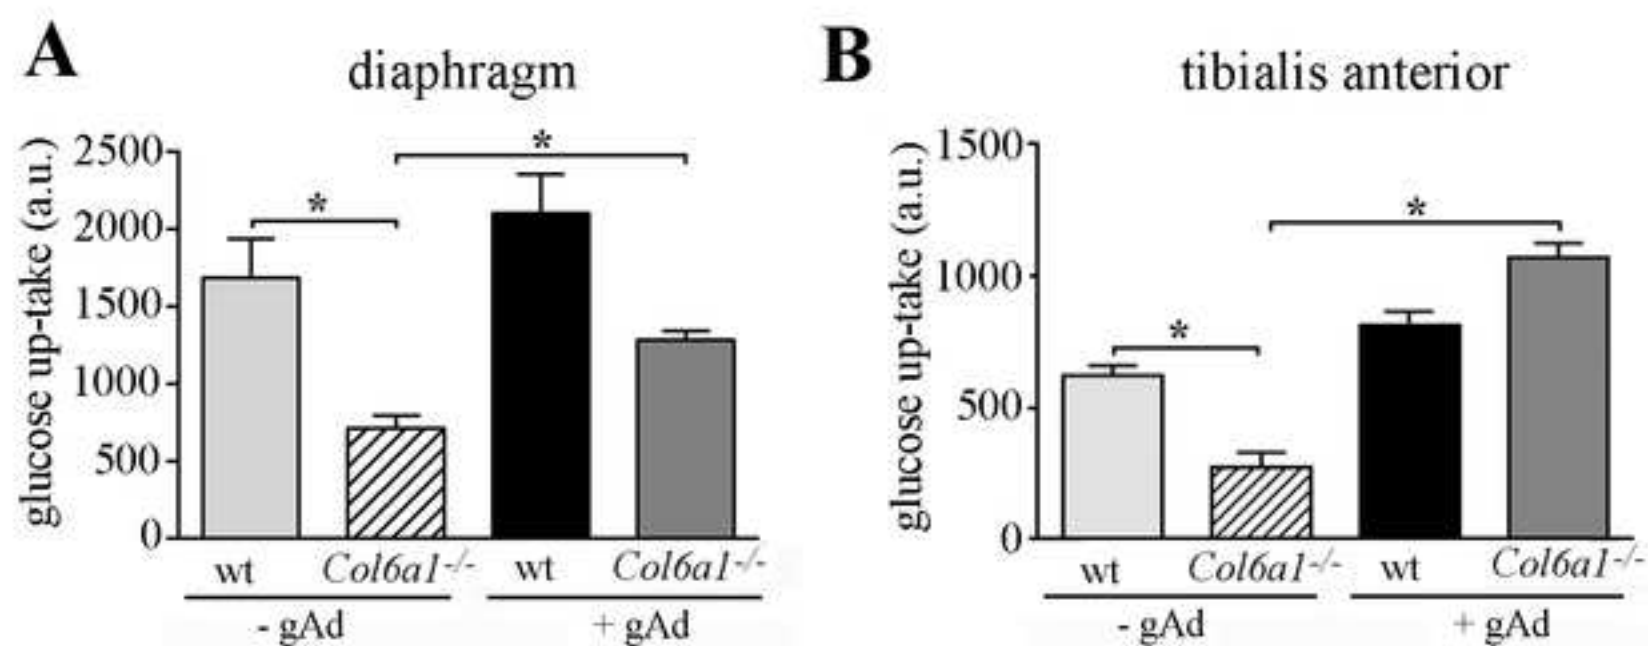 A
diaphragm
glucose up-take (a.u.)
2500
2000
1500
1000
500
0
*
*
wt
Col6a1-/-
wt
Col6a1-/-
- gAd
+ gAd
B
tibialis anterior
glucose up-take (a.u.)
1500
1000
500
0
*
*
wt
Col6a1-/-
wt
Col6a1-/-
- gAd
+ gAd